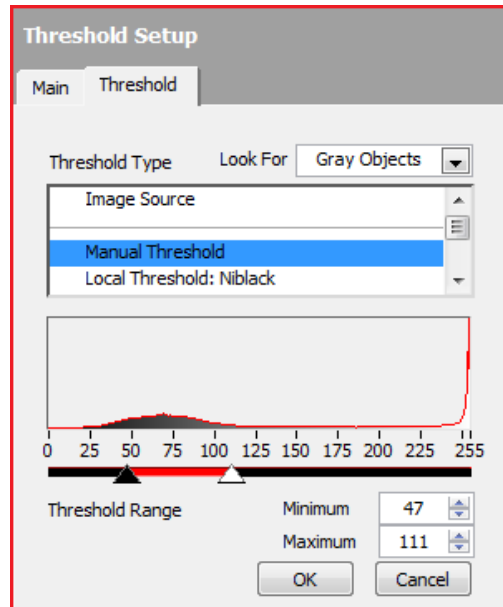 Threshold Setup
Main Threshold
Threshold Type Look For Gray Objects
Image Source
Manual Threshold
Local Threshold: Niblack
0 25 50 75 100 125 150 175 200 225 255
Threshold Range Minimum 47
Maximum 111
OK Cancel